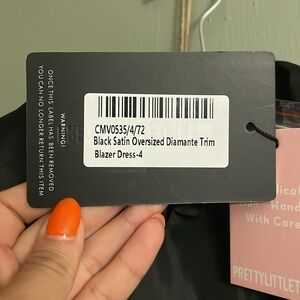 WARNING!
ONCE THIS LABEL HAS BEEN REMOVED
YOU CAN NO LONGER RETURN THIS ITEM
CMV0535/4/72
Black Satin Oversized Diamante Trim
Blazer Dress-4
With Care
PRETTYLITTLET